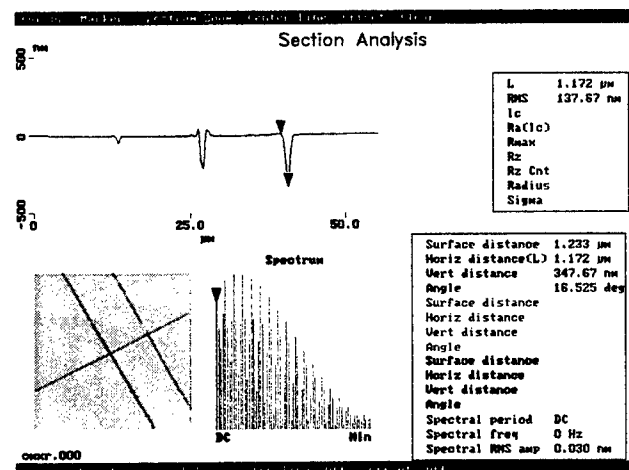 Section Analysis
500
nm
0
-500
0
25.0
50.0
µm
L 1.172 µm
RMS 137.67 nm
lc
Ra(lc)
Rmax
Rz
Rz Cnt
Radius
Sigma
Spectrum
DC
Min
Surface distance 1.233 µm
Horiz distance(L) 1.172 µm
Vert distance 347.67 nm
Angle 16.525 deg
Surface distance
Horiz distance
Vert distance
Angle
Surface distance
Horiz distance
Vert distance
Angle
Spectral period DC
Spectral freq 0 Hz
Spectral RMS amp 0.030 nm